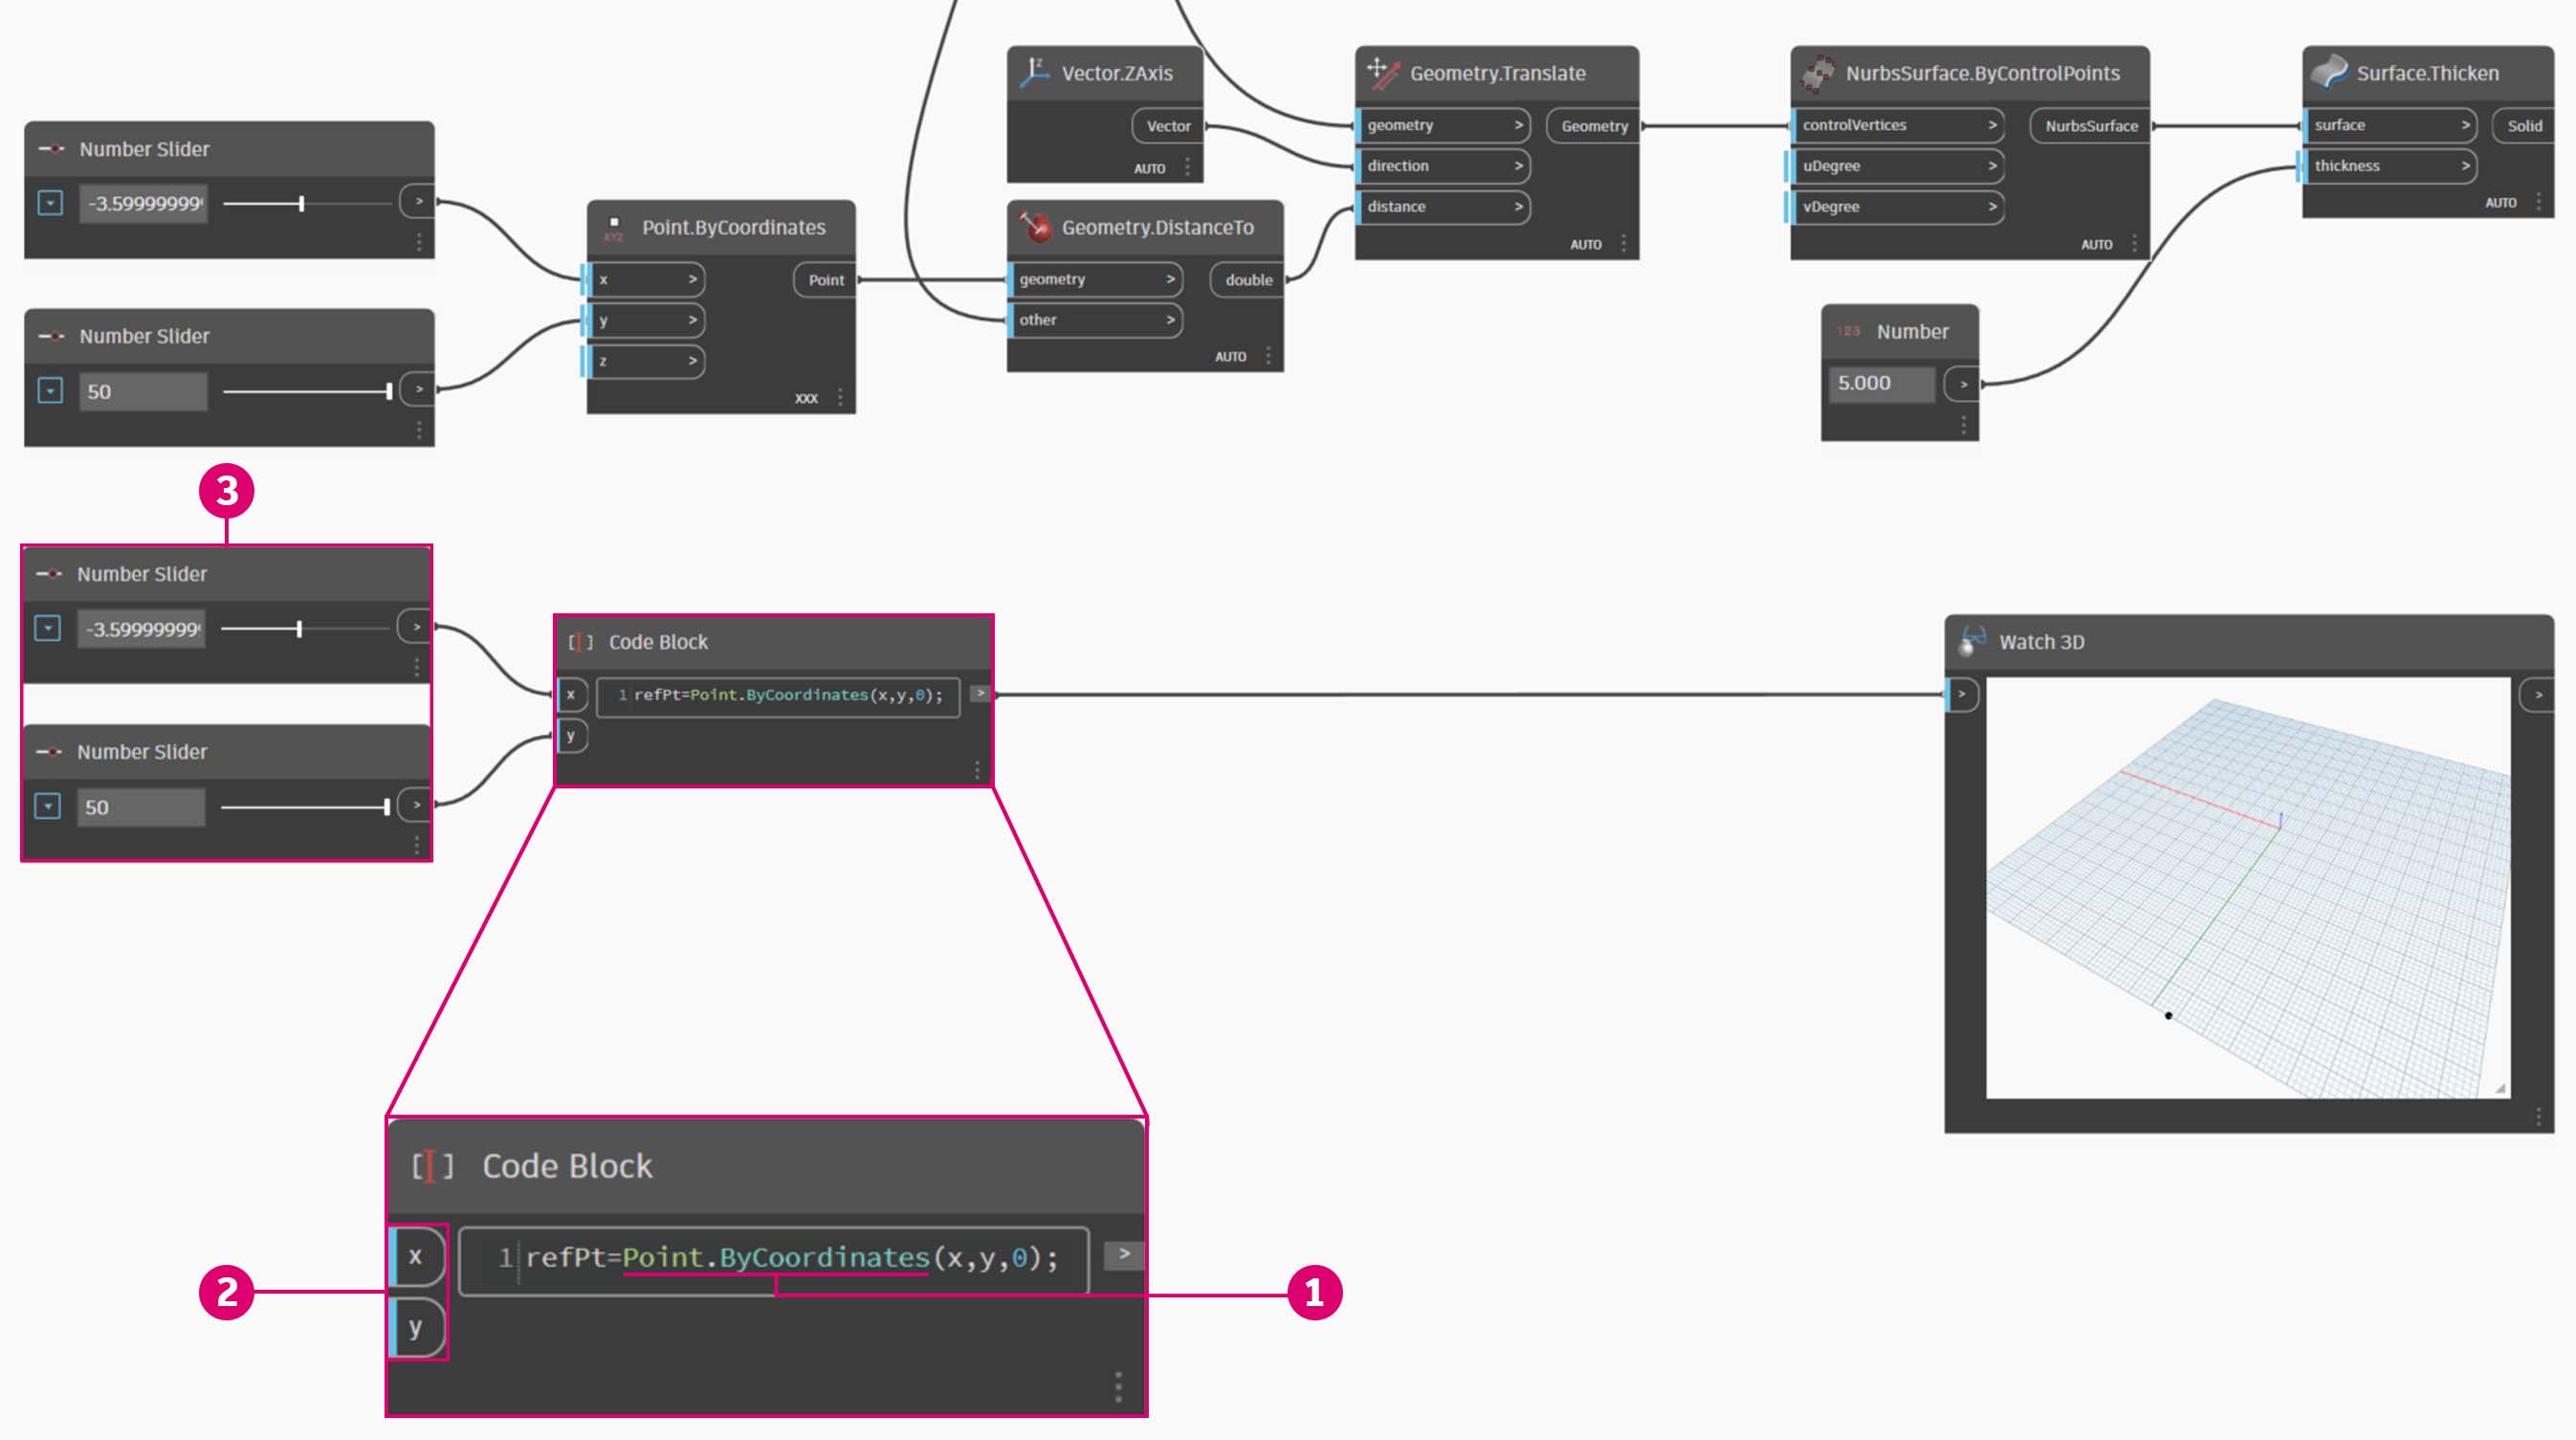 Vector.ZAxis
Vector
AUTO
Geometry.Translate
geometry > Geometry
direction >
distance >
AUTO
NurbsSurface.ByControlPoints
controlVertices > NurbsSurface
uDegree >
vDegree >
AUTO
Surface.Thicken
surface > Solid
thickness >
AUTO
Number Slider
-3.59999999 >
Number Slider
50 >
XYZ Point.ByCoordinates
x > Point
y >
z >
XXX
Geometry.DistanceTo
geometry > double
other >
AUTO
123 Number
5.000 >
3
Number Slider
-3.59999999 >
Number Slider
50 >
[I] Code Block
x 1 refPt=Point.ByCoordinates(x,y,0); >
y
Watch 3D
> >
[I] Code Block
x 1 refPt=Point.ByCoordinates(x,y,0); >
y
2
1